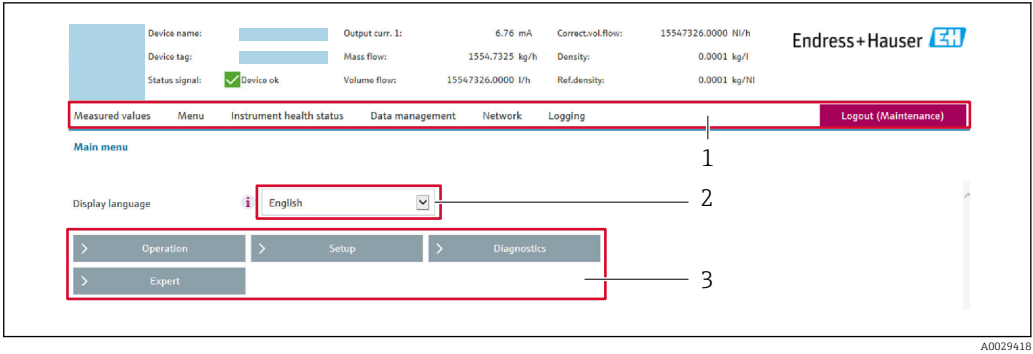 Device name: Output curr. 1: 6.76 mA Correct.vol.flow: 15547326.0000 Nl/h
Endress+Hauser EH
Device tag: Mass flow: 1554.7325 kg/h Density: 0.0001 kg/l
Status signal: Device ok Volume flow: 15547326.0000 l/h Ref.density: 0.0001 kg/Nl
Measured values Menu Instrument health status Data management Network Logging Logout (Maintenance)
1
Main menu
Display language i English 2
> Operation > Setup > Diagnostics
> Expert 3
A0029418